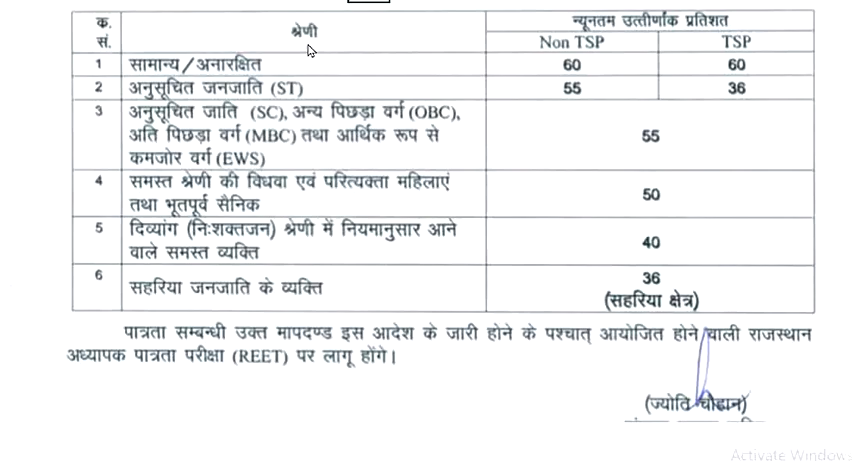 क्र. सं. श्रेणी न्यूनतम उत्तीर्णांक प्रतिशत
Non TSP TSP
1 सामान्य/अनारक्षित 60 60
2 अनुसूचित जनजाति (ST) 55 36
3 अनुसूचित जाति (SC), अन्य पिछड़ा वर्ग (OBC),
अति पिछड़ा वर्ग (MBC) तथा आर्थिक रूप से 55
कमजोर वर्ग (EWS)
4 समस्त श्रेणी की विधवा एवं परित्यक्ता महिलाएं
तथा भूतपूर्व सैनिक 50
5 दिव्यांग (निःशक्तजन) श्रेणी में नियमानुसार आने
वाले समस्त व्यक्ति 40
6 सहरिया जनजाति के व्यक्ति 36
(सहरिया क्षेत्र)
पात्रता सम्बन्धी उक्त मापदण्ड इस आदेश के जारी होने के पश्चात् आयोजित होने वाली राजस्थान
अध्यापक पात्रता परीक्षा (REET) पर लागू होंगे।
(ज्योति चौहान)
Activate Windows